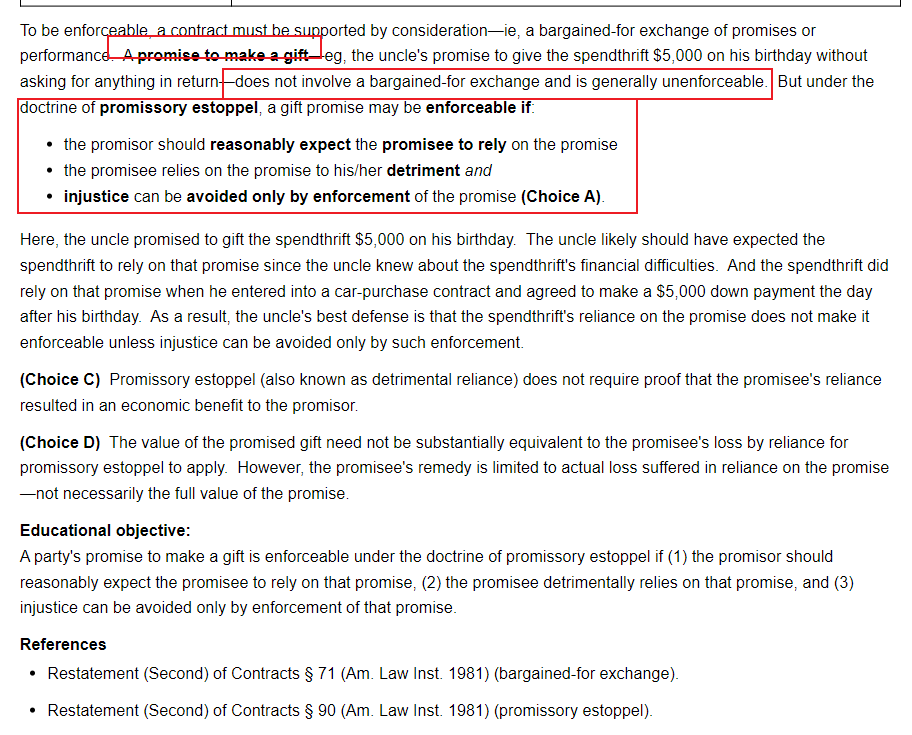 To be enforceable, a contract must be supported by consideration—ie, a bargained-for exchange of promises or
performance. A promise to make a gift—eg, the uncle's promise to give the spendthrift $5,000 on his birthday without
asking for anything in return—does not involve a bargained-for exchange and is generally unenforceable. But under the
doctrine of promissory estoppel, a gift promise may be enforceable if:
• the promisor should reasonably expect the promisee to rely on the promise
• the promisee relies on the promise to his/her detriment and
• injustice can be avoided only by enforcement of the promise (Choice A).
Here, the uncle promised to gift the spendthrift $5,000 on his birthday. The uncle likely should have expected the
spendthrift to rely on that promise since the uncle knew about the spendthrift's financial difficulties. And the spendthrift did
rely on that promise when he entered into a car-purchase contract and agreed to make a $5,000 down payment the day
after his birthday. As a result, the uncle's best defense is that the spendthrift's reliance on the promise does not make it
enforceable unless injustice can be avoided only by such enforcement.
(Choice C) Promissory estoppel (also known as detrimental reliance) does not require proof that the promisee's reliance
resulted in an economic benefit to the promisor.
(Choice D) The value of the promised gift need not be substantially equivalent to the promisee's loss by reliance for
promissory estoppel to apply. However, the promisee's remedy is limited to actual loss suffered in reliance on the promise
—not necessarily the full value of the promise.
Educational objective:
A party's promise to make a gift is enforceable under the doctrine of promissory estoppel if (1) the promisor should
reasonably expect the promisee to rely on that promise, (2) the promisee detrimentally relies on that promise, and (3)
injustice can be avoided only by enforcement of that promise.
References
• Restatement (Second) of Contracts § 71 (Am. Law Inst. 1981) (bargained-for exchange).
• Restatement (Second) of Contracts § 90 (Am. Law Inst. 1981) (promissory estoppel).